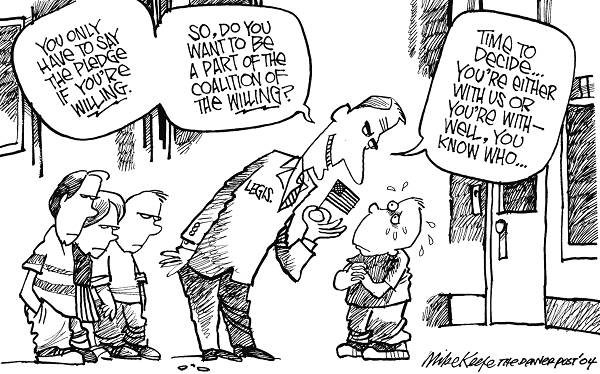 YOU ONLY
HAVE TO SAY
THE PLEDGE
IF YOU'RE
WILLING.
SO, DO YOU
WANT TO BE
A PART OF THE
COALITION OF
THE WILLING?
TIME TO
DECIDE...
YOU'RE EITHER
WITH US OR
YOU'RE WITH—
WELL, YOU
KNOW WHO...
LEGIS.
MIKE KEEFE THE DENVER POST '04